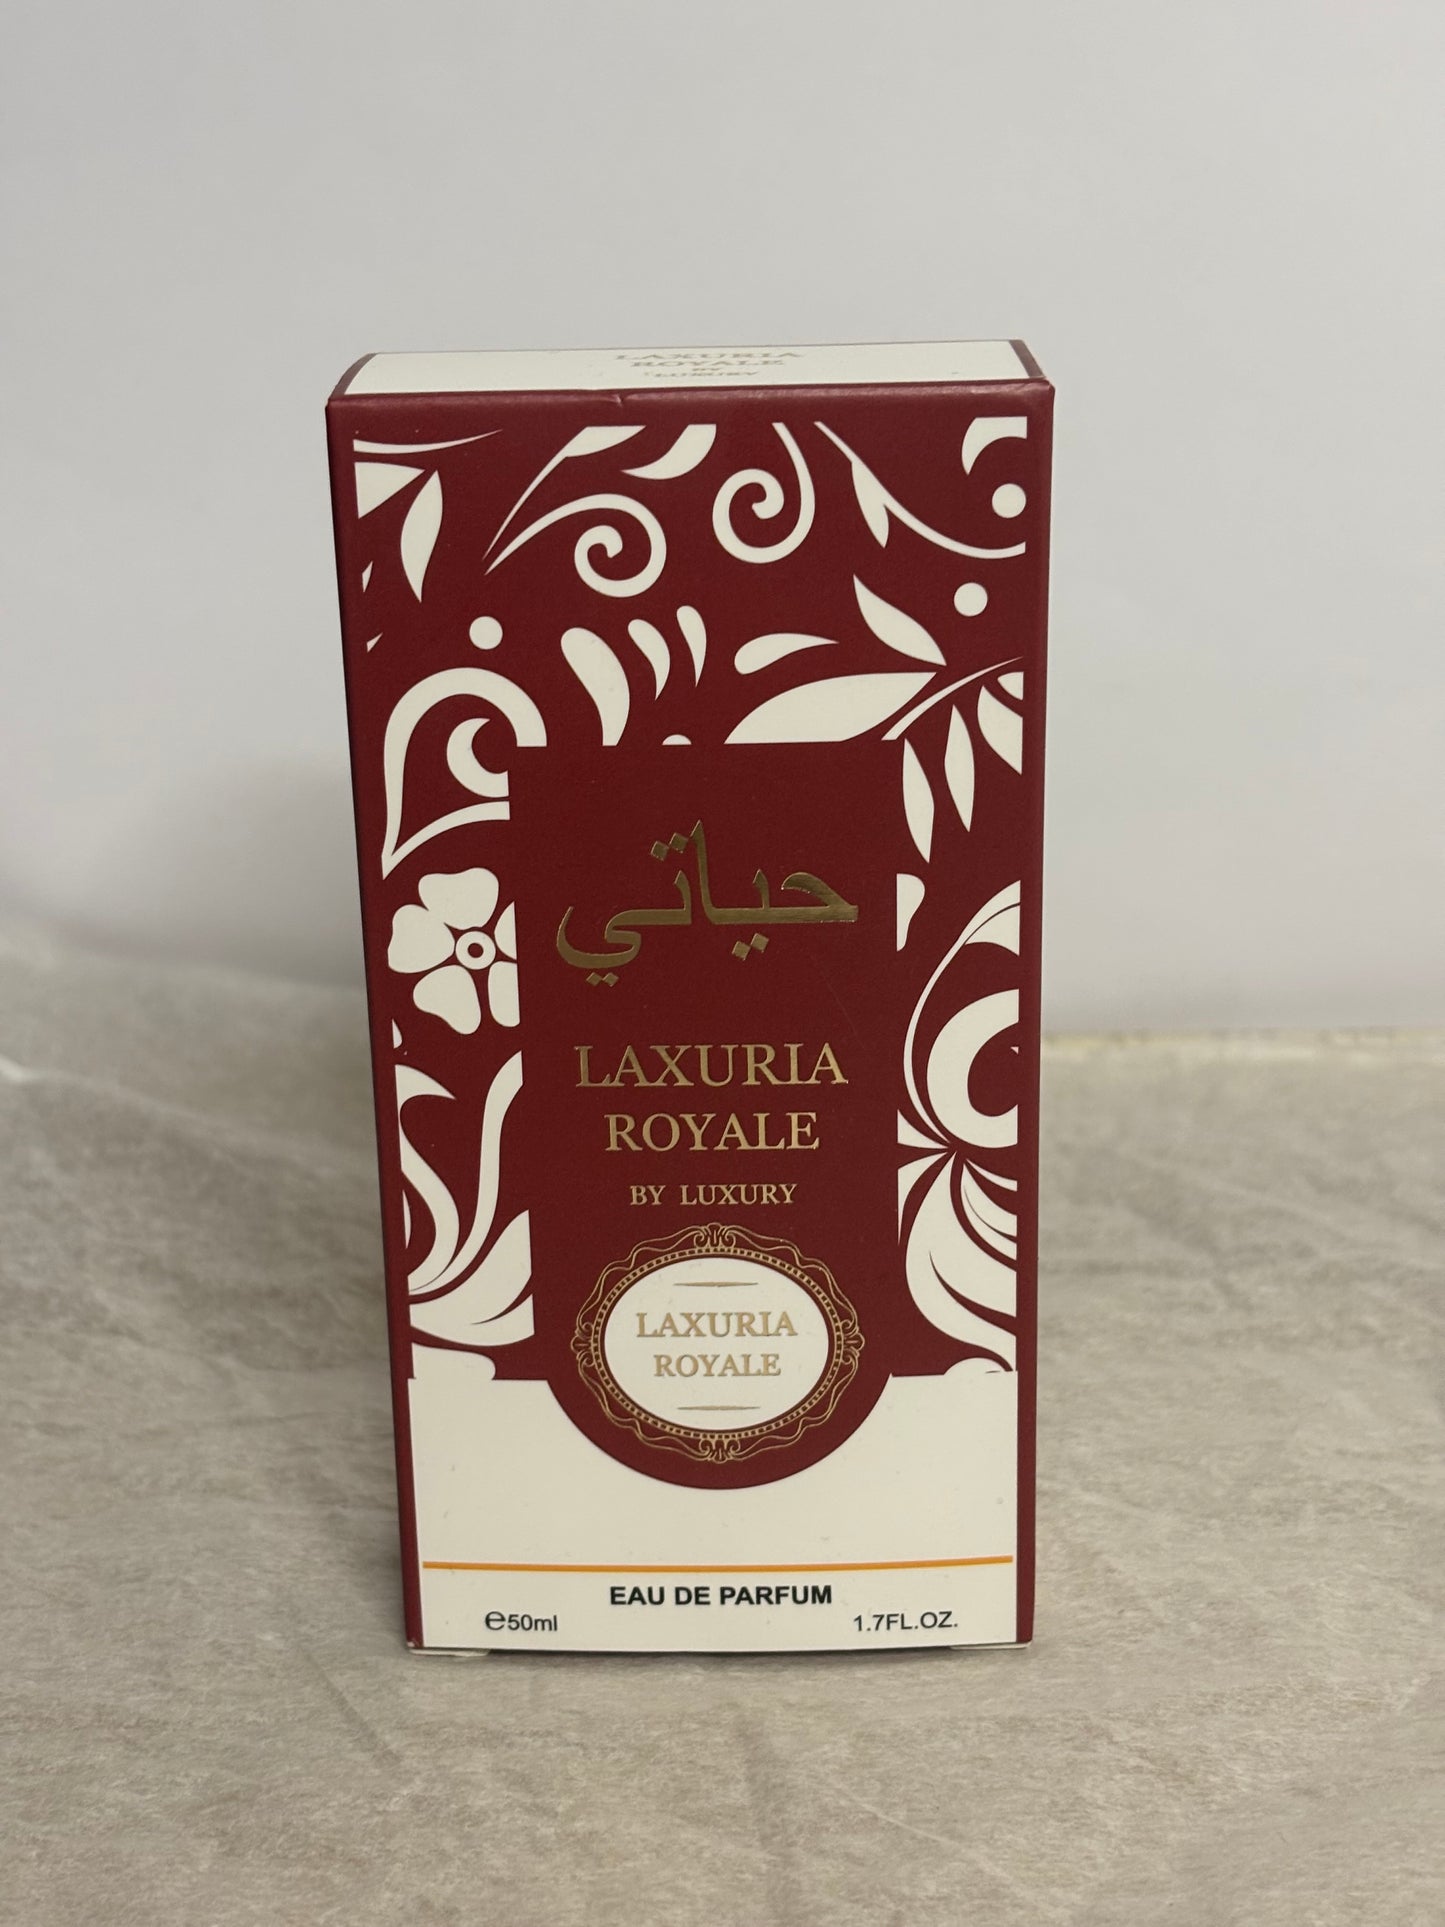 LAXURIA
ROYALE
BY
LUXURY
حياتي
LAXURIA
ROYALE
BY LUXURY
LAXURIA
ROYALE
EAU DE PARFUM
℮50ml 1.7FL.OZ.